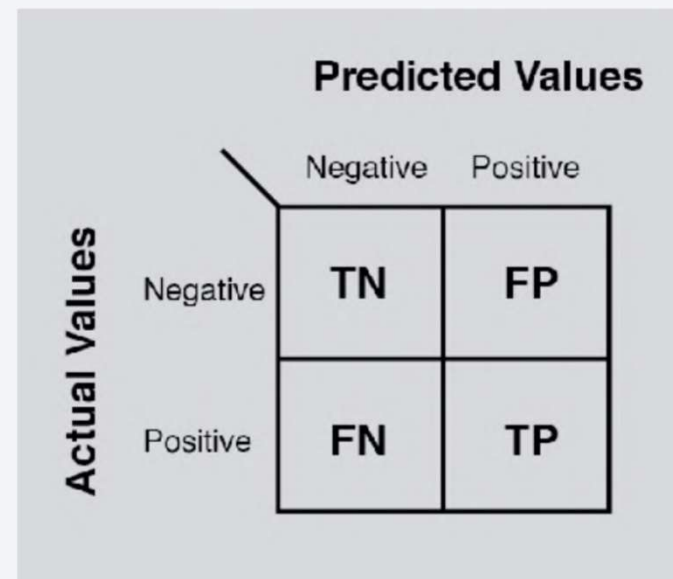 Predicted Values
Negative Positive
Actual Values
Negative TN FP
Positive FN TP